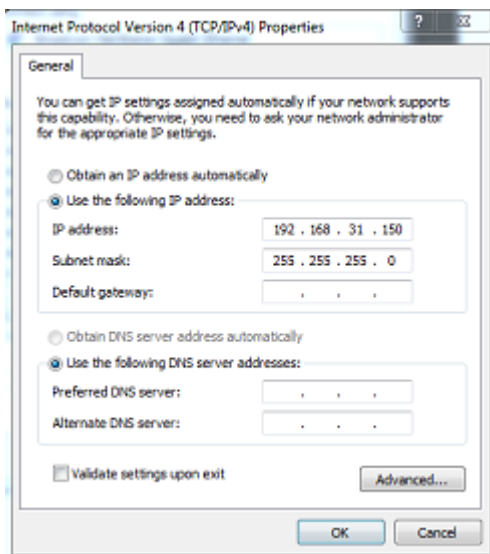 Internet Protocol Version 4 (TCP/IPv4) Properties
?
General
You can get IP settings assigned automatically if your network supports
this capability. Otherwise, you need to ask your network administrator
for the appropriate IP settings.
Obtain an IP address automatically
Use the following IP address:
IP address: 192 . 168 . 31 . 150
Subnet mask: 255 . 255 . 255 . 0
Default gateway: . . .
Obtain DNS server address automatically
Use the following DNS server addresses:
Preferred DNS server: . . .
Alternate DNS server: . . .
Validate settings upon exit
Advanced...
OK Cancel